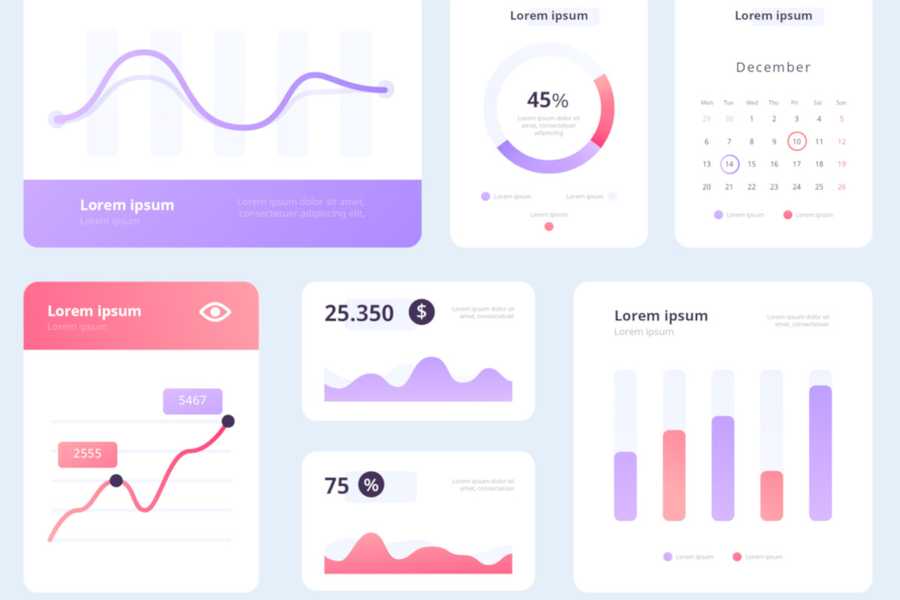 Lorem ipsum
Lorem ipsum
Lorem ipsum dolor sit amet,
consectetuer adipiscing elit,
Lorem ipsum
45%
Lorem ipsum dolor sit
amet, consectetuer
adipiscing
Lorem ipsum
Lorem ipsum
Lorem ipsum
Lorem ipsum
December
Mon Tue Wed Thu Fri Sat Sun
29 30 1 2 3 4 5
6 7 8 9 10 11 12
13 14 15 16 17 18 19
20 21 22 23 24 25 26
Lorem ipsum Lorem ipsum
Lorem ipsum
Lorem ipsum
5467
2555
25.350 $
Lorem ipsum dolor sit
amet, consectetuer
75 %
Lorem ipsum dolor sit
amet, consectetuer
Lorem ipsum
Lorem ipsum
Lorem ipsum dolor sit
amet, consectetuer
Lorem ipsum Lorem ipsum